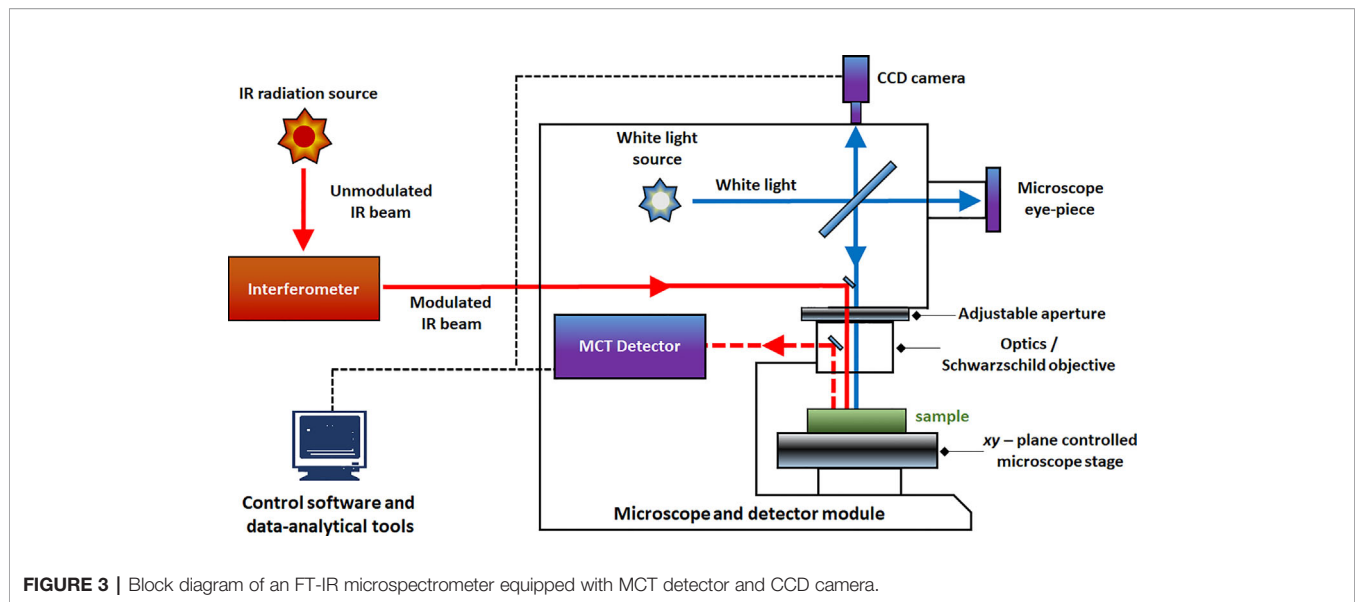 CCD camera
IR radiation source
White light
source
Unmodulated
IR beam
White light
Microscope
eye-piece
Interferometer
Modulated
IR beam
Adjustable aperture
MCT Detector
Optics /
Schwarzschild objective
sample
xy – plane controlled
microscope stage
Control software and
data-analytical tools
Microscope and detector module
FIGURE 3 | Block diagram of an FT-IR microspectrometer equipped with MCT detector and CCD camera.